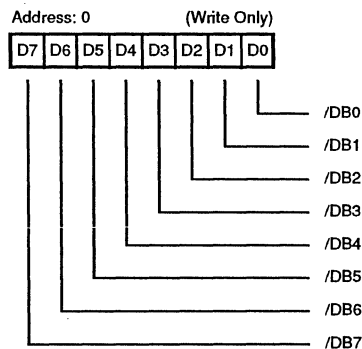 Address: 0 (Write Only)
D7 D6 D5 D4 D3 D2 D1 D0
/DB0
/DB1
/DB2
/DB3
/DB4
/DB5
/DB6
/DB7